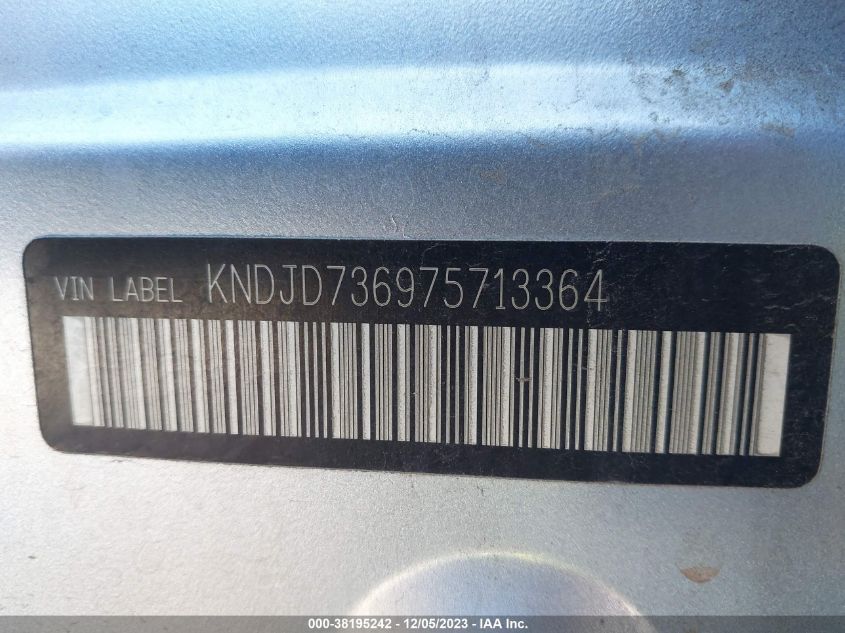 VIN LABEL KNDJD736975713364
000-38195242 - 12/05/2023 - IAA Inc.